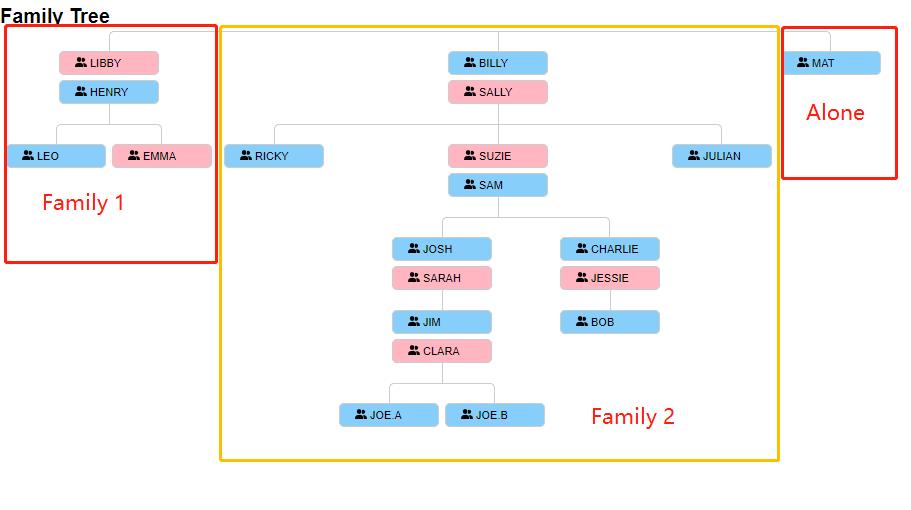 Family Tree
LIBBY
BILLY
MAT
HENRY
SALLY
Alone
LEO
EMMA
RICKY
SUZIE
JULIAN
SAM
Family 1
JOSH
CHARLIE
SARAH
JESSIE
JIM
BOB
CLARA
JOE.A
JOE.B
Family 2